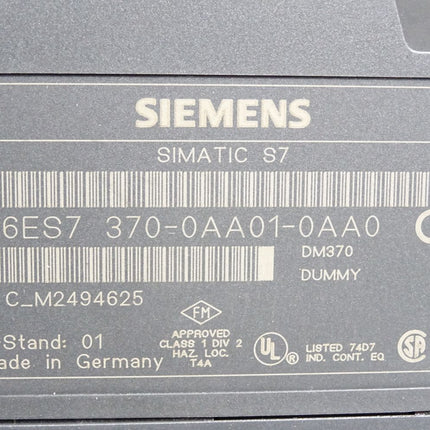 SIEMENS
SIMATIC S7
6ES7 370-0AA01-0AA0
DM370
DUMMY
C_M2494625
FM
Stand: 01
APPROVED
CLASS 1 DIV 2
HAZ. LOC.
T4A
UL
LISTED 74D7
IND. CONT. EQ
SA
ade in Germany